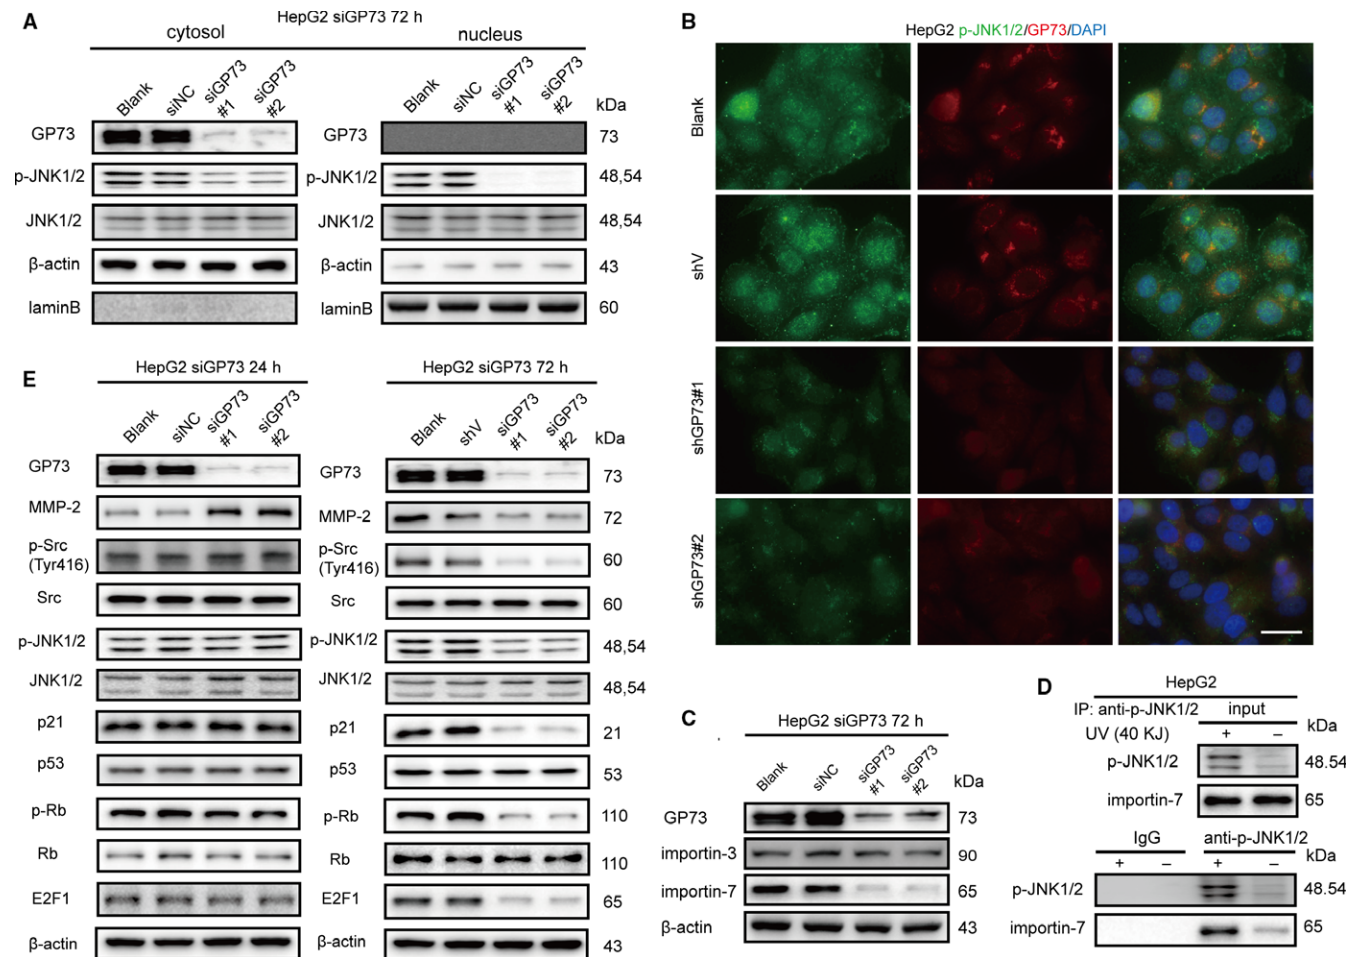 A
HepG2 siGP73 72 h
cytosol
nucleus
Blank
siNC
siGP73
#1
siGP73
#2
Blank
siNC
siGP73
#1
siGP73
#2
kDa
GP73
GP73
73
p-JNK1/2
p-JNK1/2
48,54
JNK1/2
JNK1/2
48,54
β-actin
β-actin
43
laminB
laminB
60
B
HepG2 p-JNK1/2/GP73/DAPI
Blank
shV
shGP73#1
shGP73#2
E
HepG2 siGP73 24 h
HepG2 siGP73 72 h
Blank
siNC
siGP73
#1
siGP73
#2
Blank
shV
siGP73
#1
siGP73
#2
kDa
GP73
GP73
73
MMP-2
MMP-2
72
p-Src
(Tyr416)
p-Src
(Tyr416)
60
Src
Src
60
p-JNK1/2
p-JNK1/2
48,54
JNK1/2
JNK1/2
48,54
p21
p21
21
p53
p53
53
p-Rb
p-Rb
110
Rb
Rb
110
E2F1
E2F1
65
β-actin
β-actin
43
C
HepG2 siGP73 72 h
Blank
siNC
siGP73
#1
siGP73
#2
kDa
GP73
73
importin-3
90
importin-7
65
β-actin
43
D
HepG2
IP: anti-p-JNK1/2
input
UV (40 KJ)
+ –
kDa
p-JNK1/2
48.54
importin-7
65
IgG
anti-p-JNK1/2
+ – + –
kDa
p-JNK1/2
48.54
importin-7
65